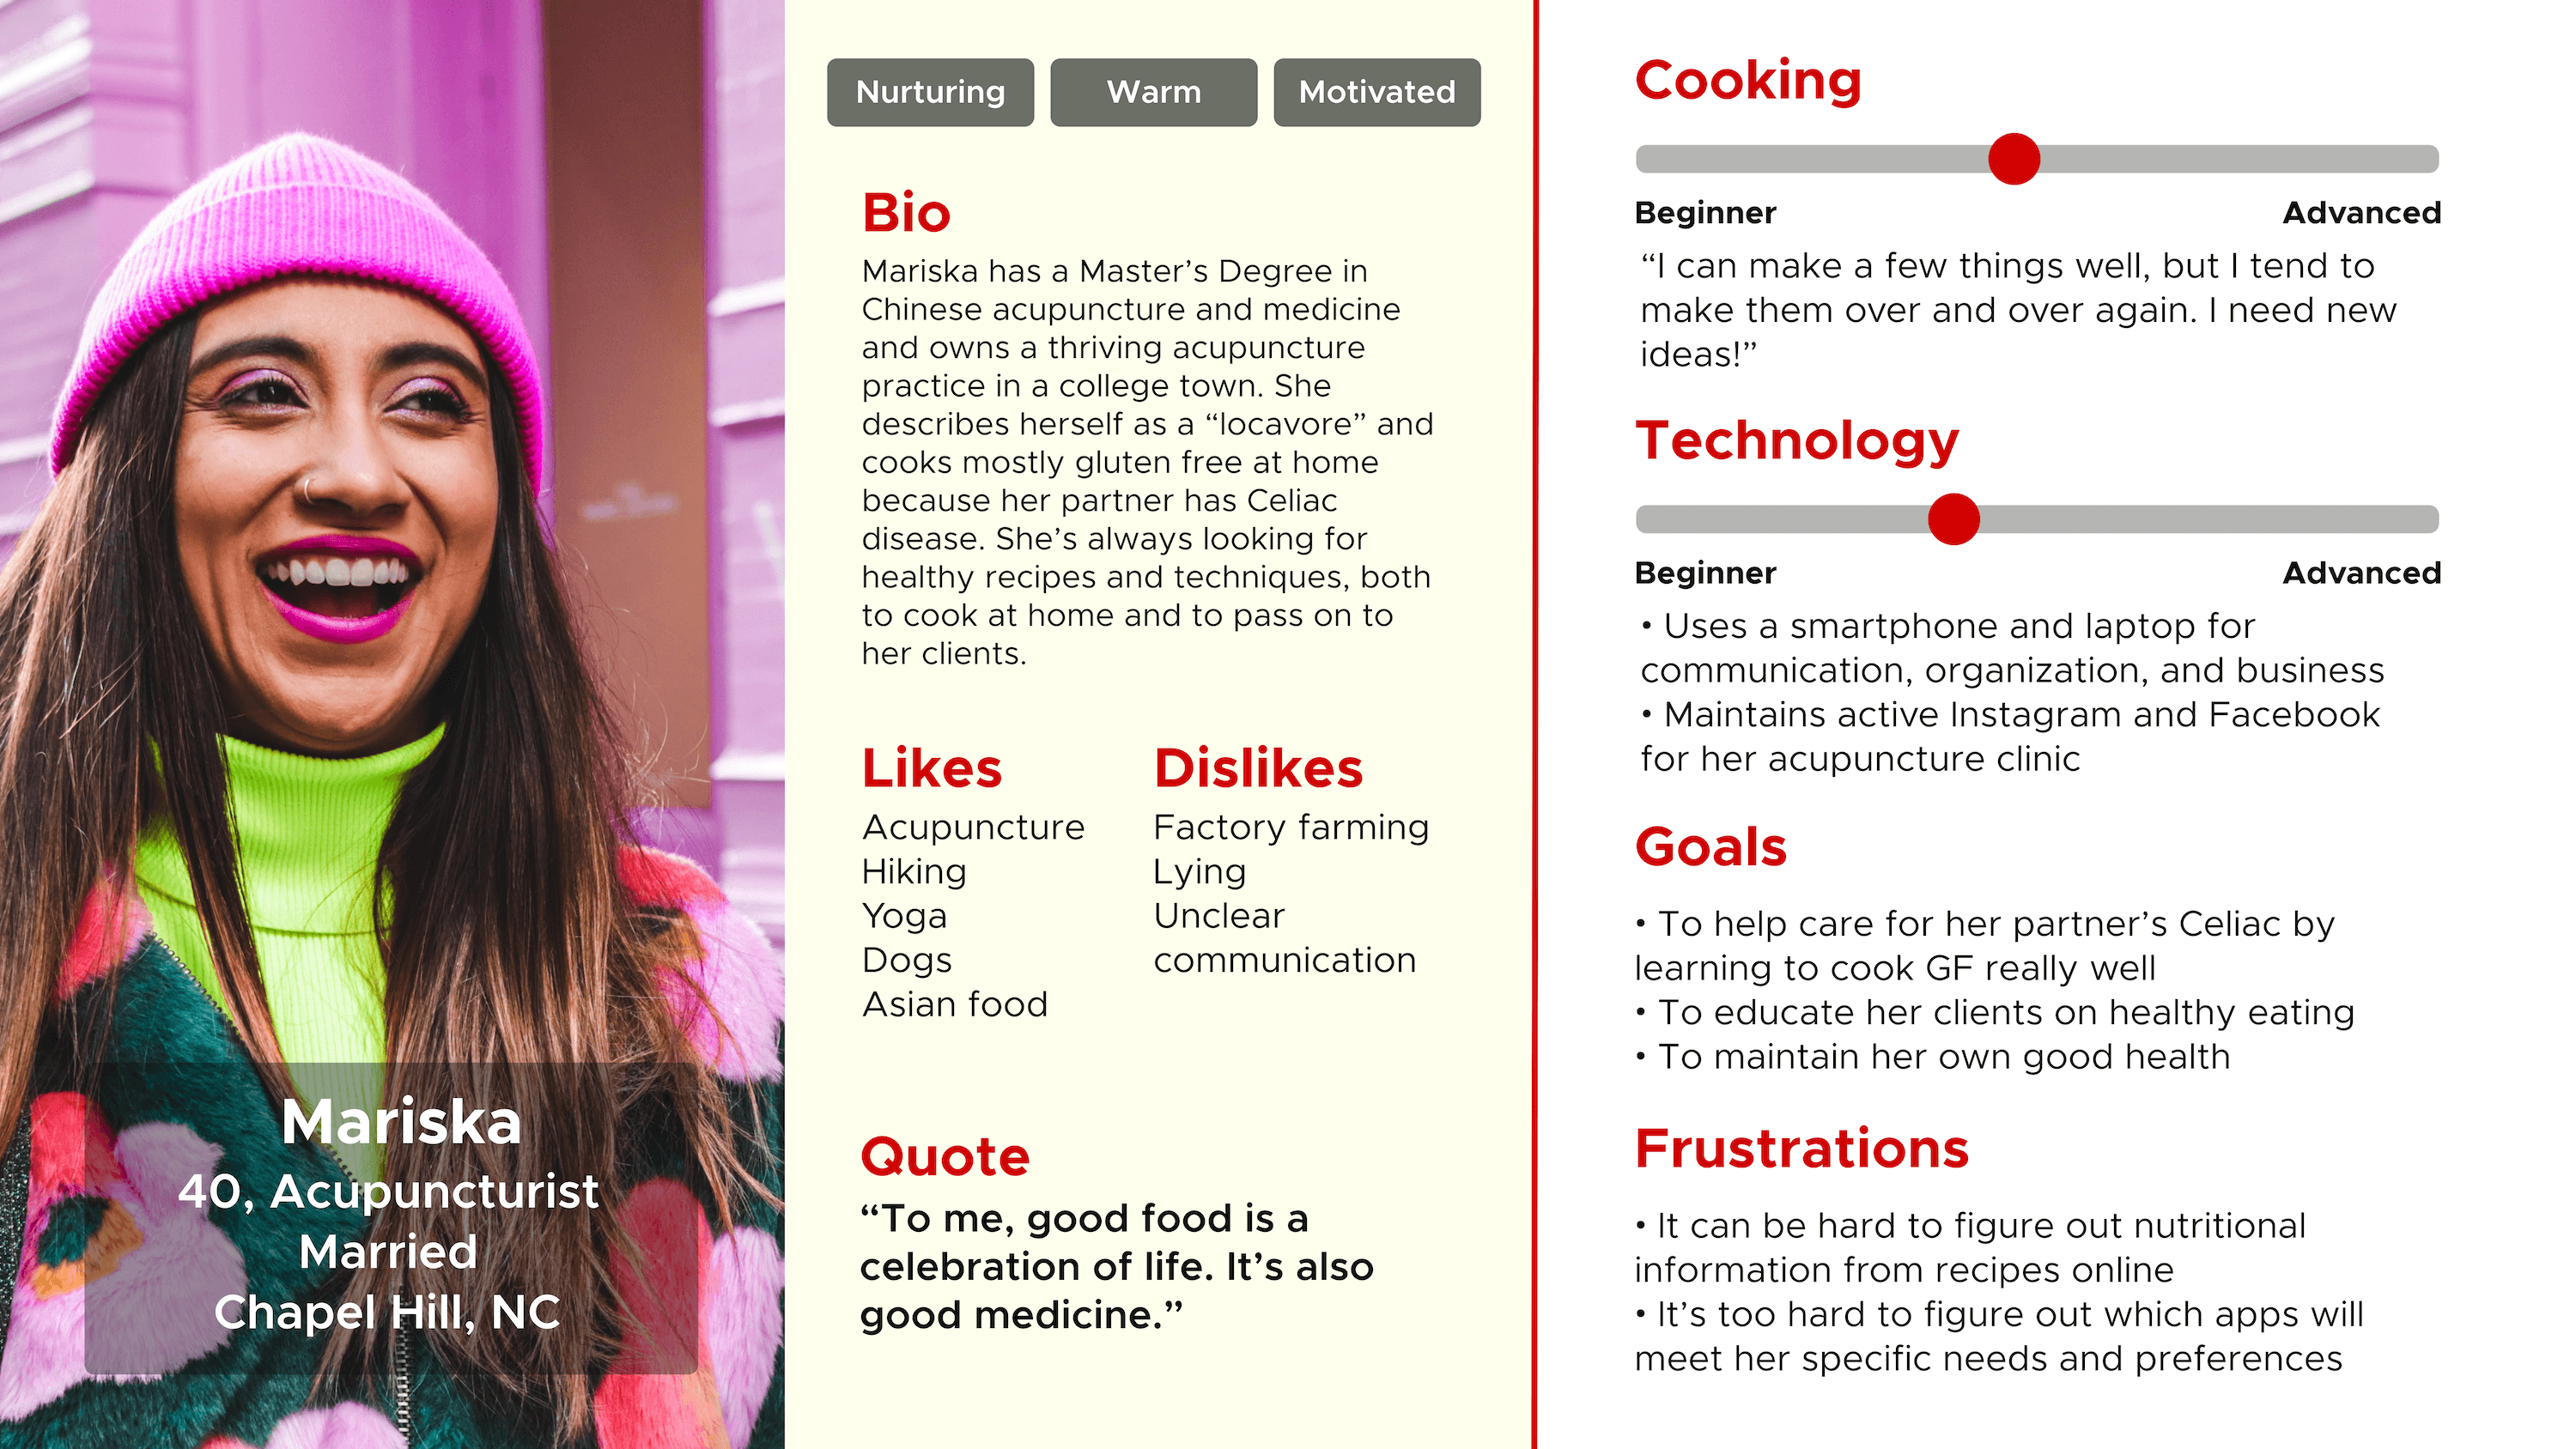 Mariska
40, Acupuncturist
Married
Chapel Hill, NC
Nurturing
Warm
Motivated
Bio
Mariska has a Master’s Degree in
Chinese acupuncture and medicine
and owns a thriving acupuncture
practice in a college town. She
describes herself as a “locavore” and
cooks mostly gluten free at home
because her partner has Celiac
disease. She’s always looking for
healthy recipes and techniques, both
to cook at home and to pass on to
her clients.
Likes
Acupuncture
Hiking
Yoga
Dogs
Asian food
Dislikes
Factory farming
Lying
Unclear
communication
Quote
“To me, good food is a
celebration of life. It’s also
good medicine.”
Cooking
Beginner
Advanced
“I can make a few things well, but I tend to
make them over and over again. I need new
ideas!”
Technology
Beginner
Advanced
• Uses a smartphone and laptop for
communication, organization, and business
• Maintains active Instagram and Facebook
for her acupuncture clinic
Goals
• To help care for her partner’s Celiac by
learning to cook GF really well
• To educate her clients on healthy eating
• To maintain her own good health
Frustrations
• It can be hard to figure out nutritional
information from recipes online
• It’s too hard to figure out which apps will
meet her specific needs and preferences